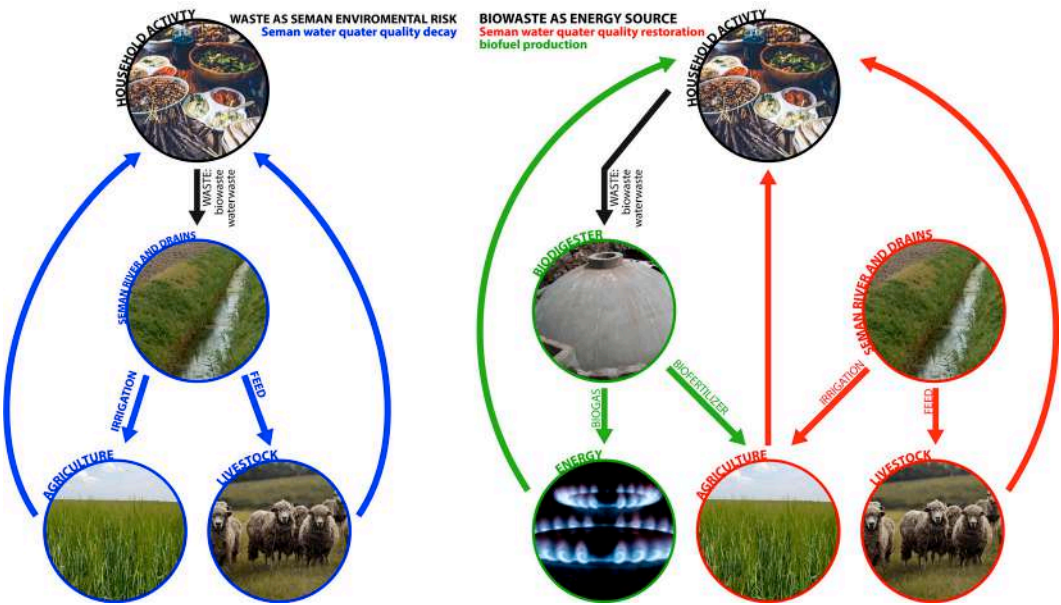 WASTE AS SEMAN ENVIROMENTAL RISK
Seman water quater quality decay
HOUSEHOLD ACTIVTY
WASTE:
biowaste
waterwaste
SEMAN RIVER AND DRAINS
IRRIGATION
FEED
AGRICULTURE
LIVESTOCK
BIOWASTE AS ENERGY SOURCE
Seman water quater quality restoration
biofuel production
HOUSEHOLD ACTIVTY
WASTE:
biowaste
waterwaste
BIODIGESTER
SEMAN RIVER AND DRAINS
BIOGAS
BIOFERTILIZER
IRRIGATION
FEED
ENERGY
AGRICULTURE
LIVESTOCK